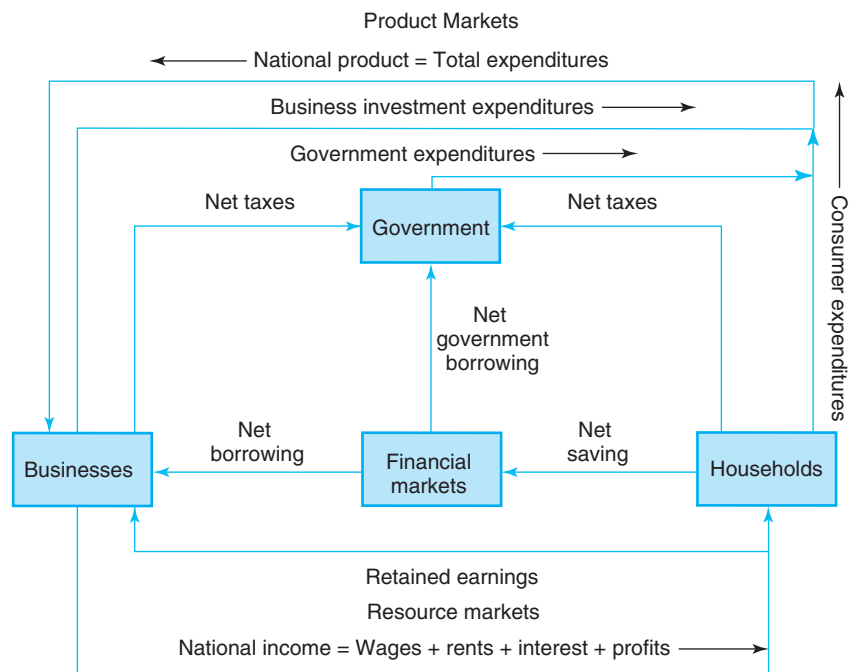 Product Markets
National product = Total expenditures
Business investment expenditures
Government expenditures
Net taxes
Net taxes
Government
Consumer expenditures
Net
government
borrowing
Net
borrowing
Net
saving
Businesses
Financial
markets
Households
Retained earnings
Resource markets
National income = Wages + rents + interest + profits